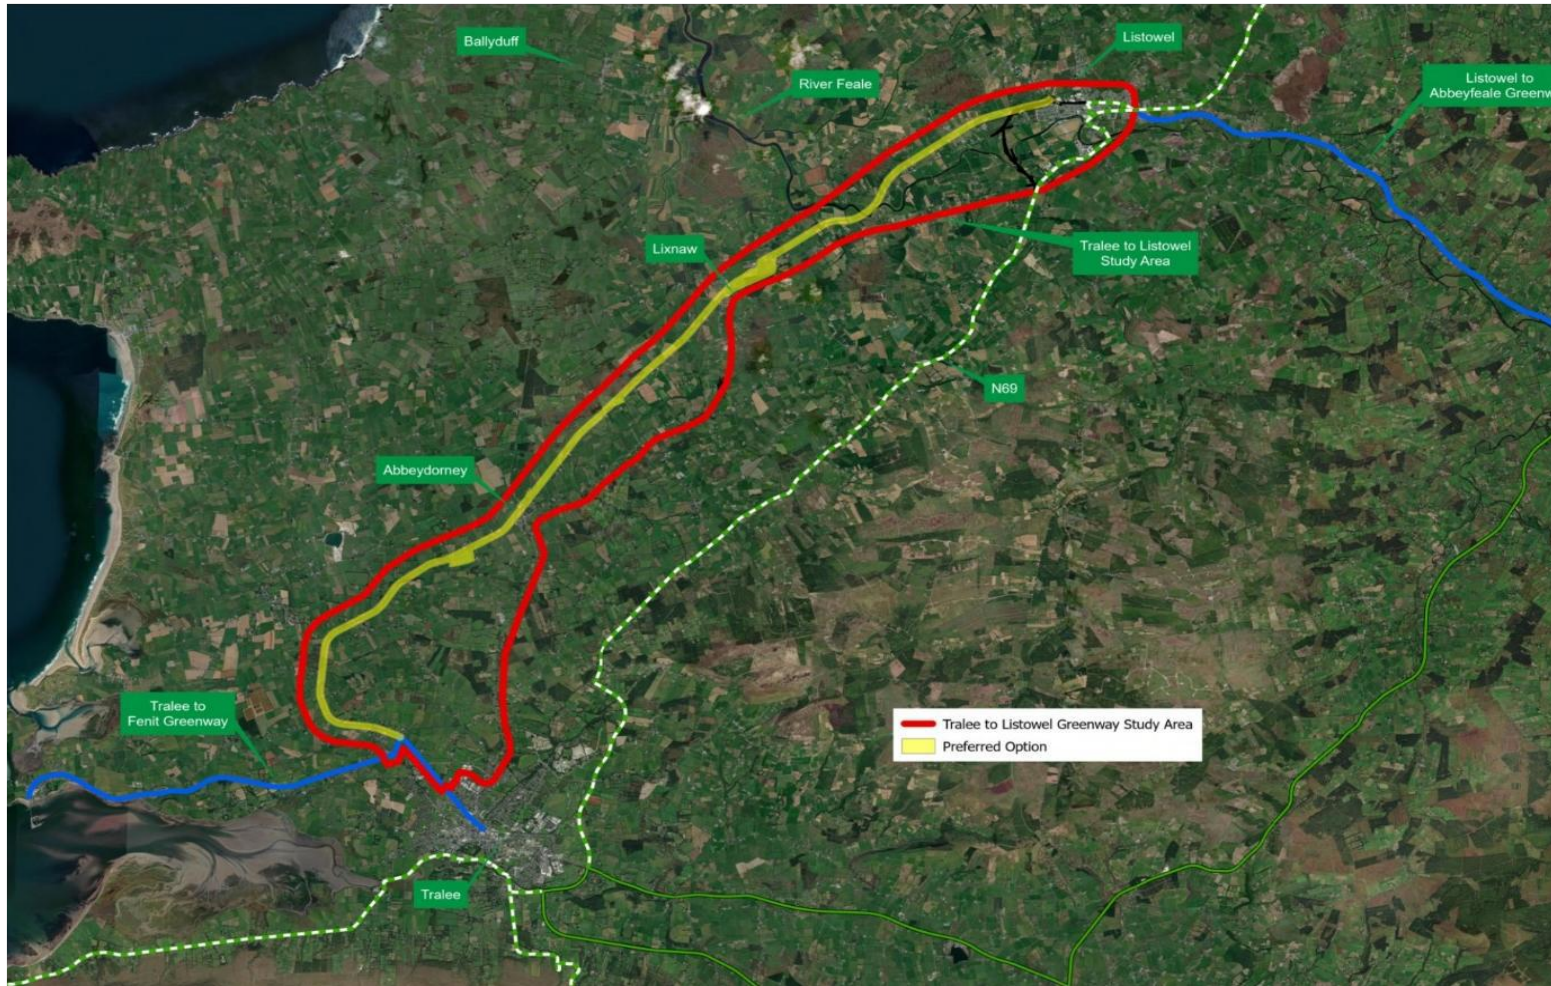 Ballyduff
Listowel
River Feale
Listowel to
Abbeyfeale Greenw
Lixnaw
Tralee to Listowel
Study Area
N69
Abbeydorney
Tralee to
Fenit Greenway
Tralee to Listowel Greenway Study Area
Preferred Option
Tralee